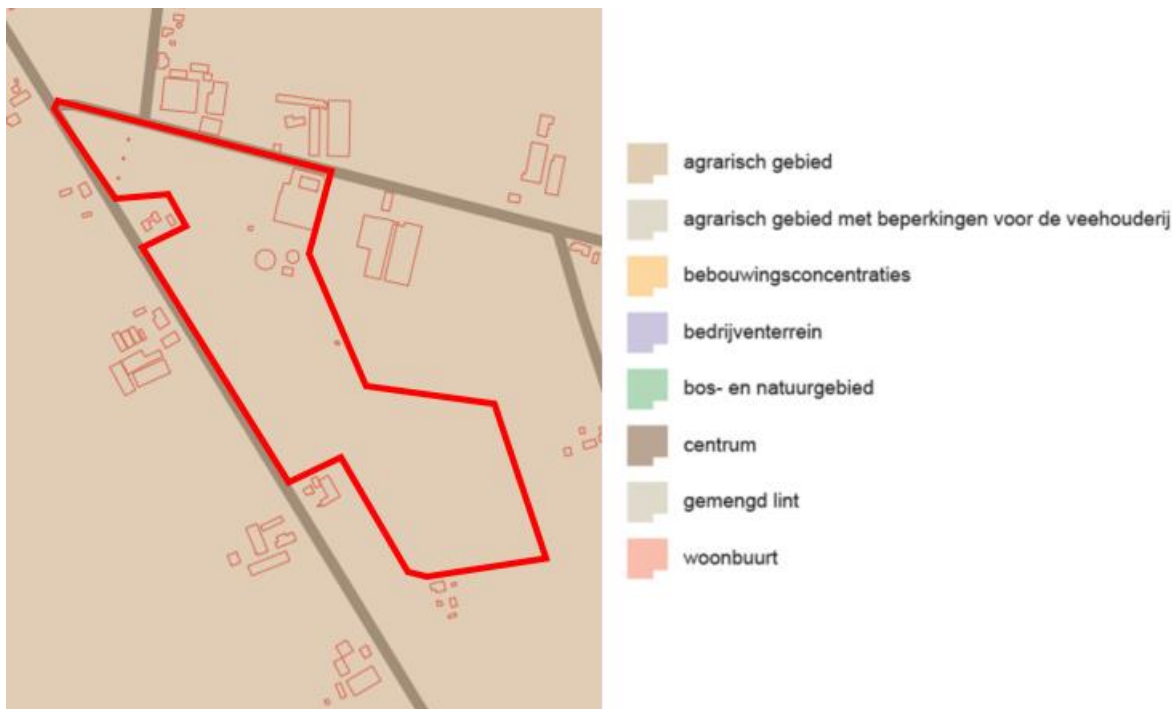 agrarisch gebied
agrarisch gebied met beperkingen voor de veehouderij
bebouwingsconcentraties
bedrijventerrein
bos- en natuurgebied
centrum
gemengd lint
woonbuurt